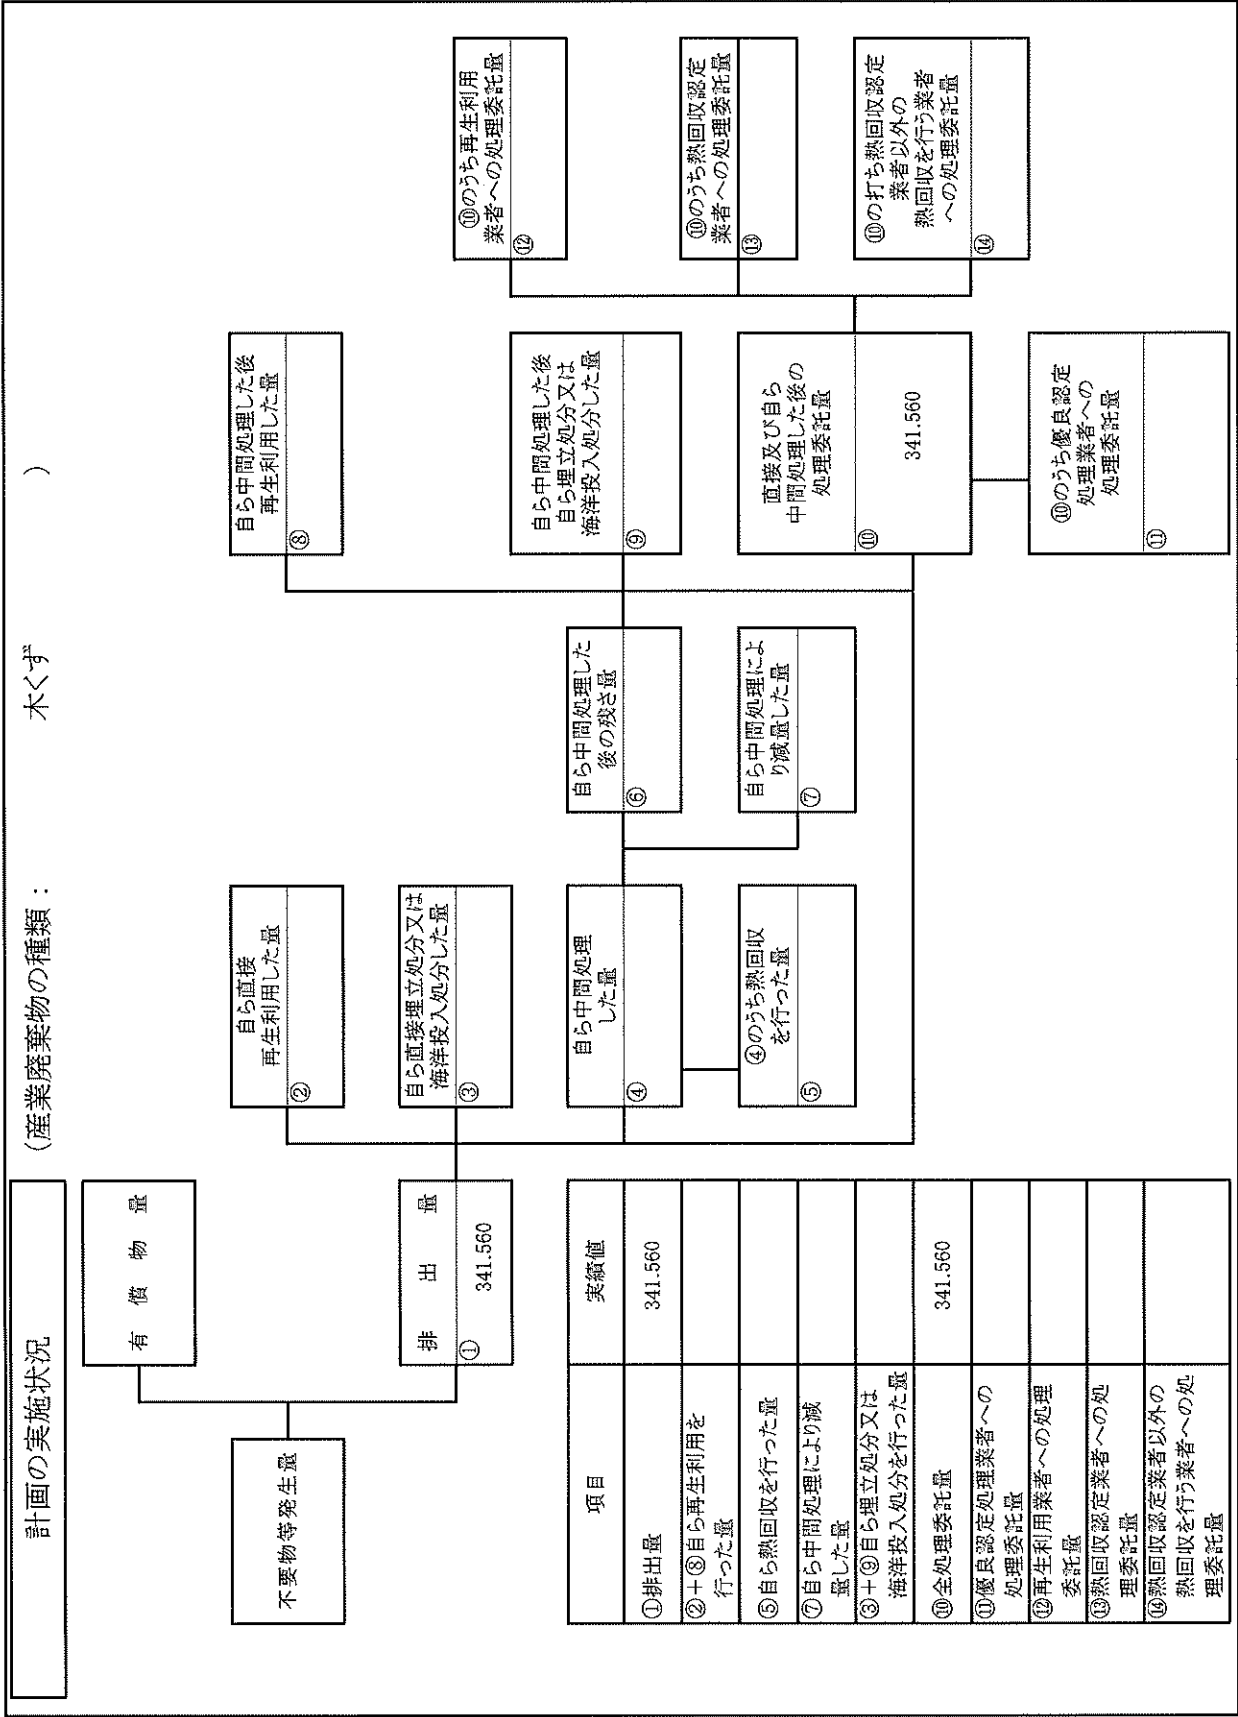 計画の実施状況
(産業廃棄物の種類：　木くず　)
不要物等発生量
有 償 物 量
排 出 量
①
341.560
自ら直接
再生利用した量
②
自ら直接埋立処分又は
海洋投入処分した量
③
自ら中間処理
した量
④
④のうち熱回収
を行った量
⑤
自ら中間処理した
後の残さ量
⑥
自ら中間処理によ
り減量した量
⑦
自ら中間処理した後
再生利用した量
⑧
自ら中間処理した後
自ら埋立処分又は
海洋投入処分した量
⑨
直接及び自ら
中間処理した後の
処理委託量
⑩
341.560
⑩のうち優良認定
処理業者への
処理委託量
⑪
⑩のうち再生利用
業者への処理委託量
⑫
⑩のうち熱回収認定
業者への処理委託量
⑬
⑩の打ち熱回収認定
業者以外の
熱回収を行う業者
への処理委託量
⑭
項目　実績値
①排出量　341.560
②＋⑧自ら再生利用を
行った量
⑤自ら熱回収を行った量
⑦自ら中間処理により減
量した量
③＋⑨自ら埋立処分又は
海洋投入処分を行った量
⑩全処理委託量　341.560
⑪優良認定処理業者への
処理委託量
⑫再生利用業者への処理
委託量
⑬熱回収認定業者への処
理委託量
⑭熱回収認定業者以外の
熱回収を行う業者への処
理委託量